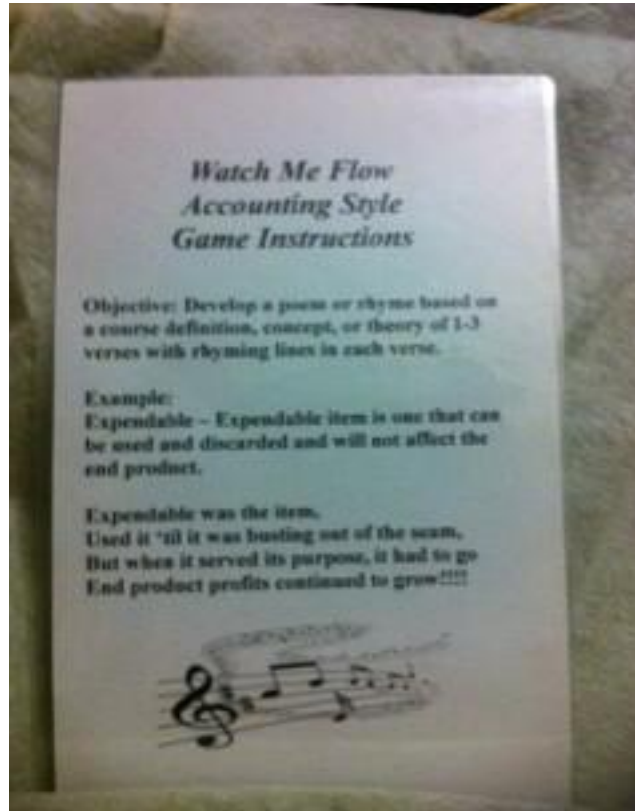 Watch Me Flow
Accounting Style
Game Instructions
Objective: Develop a poem or rhyme based on
a course definition, concept, or theory of 1-3
verses with rhyming lines in each verse.
Example:
Expendable – Expendable item is one that can
be used and discarded and will not affect the
end product.
Expendable was the item,
Used it 'til it was busting out of the seam,
But when it served its purpose, it had to go
End product profits continued to grow!!!!